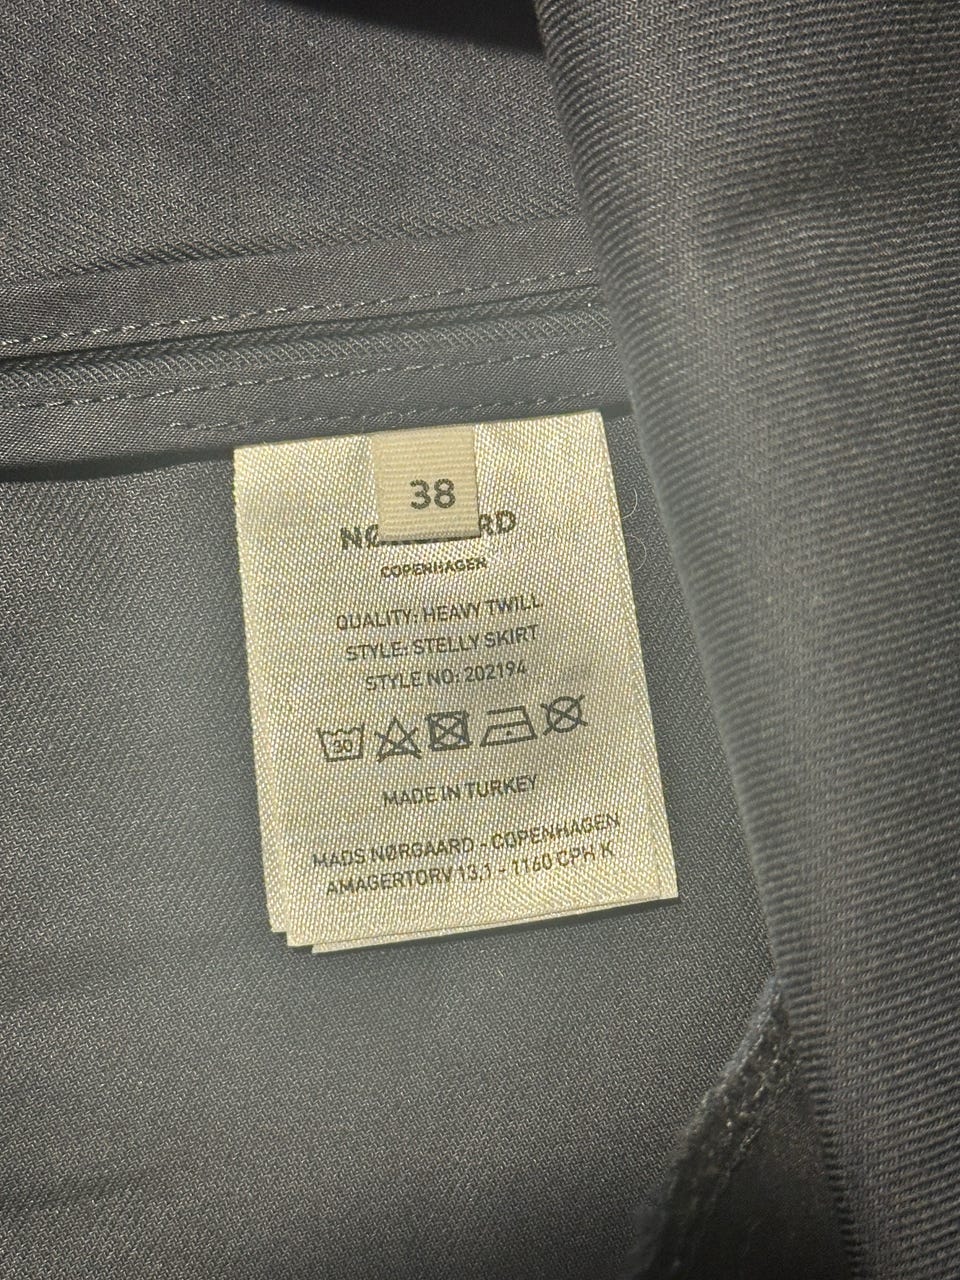 38
COPENHAGEN
QUALITY: HEAVY TWILL
STYLE: STELLY SKIRT
STYLE NO: 202194
30
MADE IN TURKEY
MADS NØRGAARD - COPENHAGEN
AMAGERTORV 13,1 - 1160 CPH K